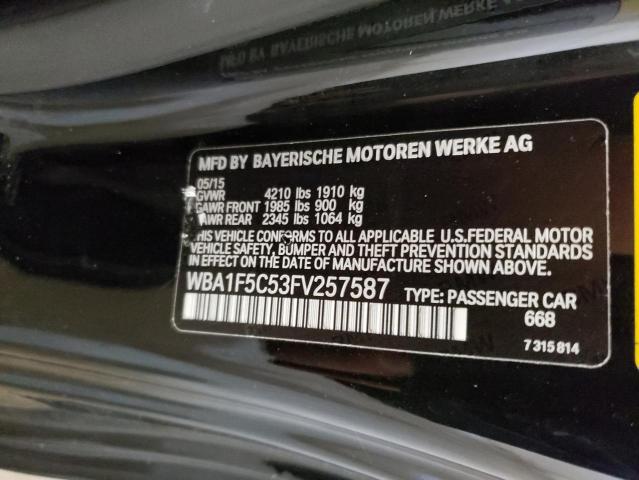 MFD BY BAYERISCHE MOTOREN WERKE AG
05/15
GVWR 4210 lbs 1910 kg
GAWR FRONT 1985 lbs 900 kg
AWR REAR 2345 lbs 1064 kg
THIS VEHICLE CONFORMS TO ALL APPLICABLE U.S.FEDERAL MOTOR
VEHICLE SAFETY, BUMPER AND THEFT PREVENTION STANDARDS
IN EFFECT ON THE DATE OF MANUFACTURE SHOWN ABOVE.
WBA1F5C53FV257587 TYPE: PASSENGER CAR
668
7 315 814